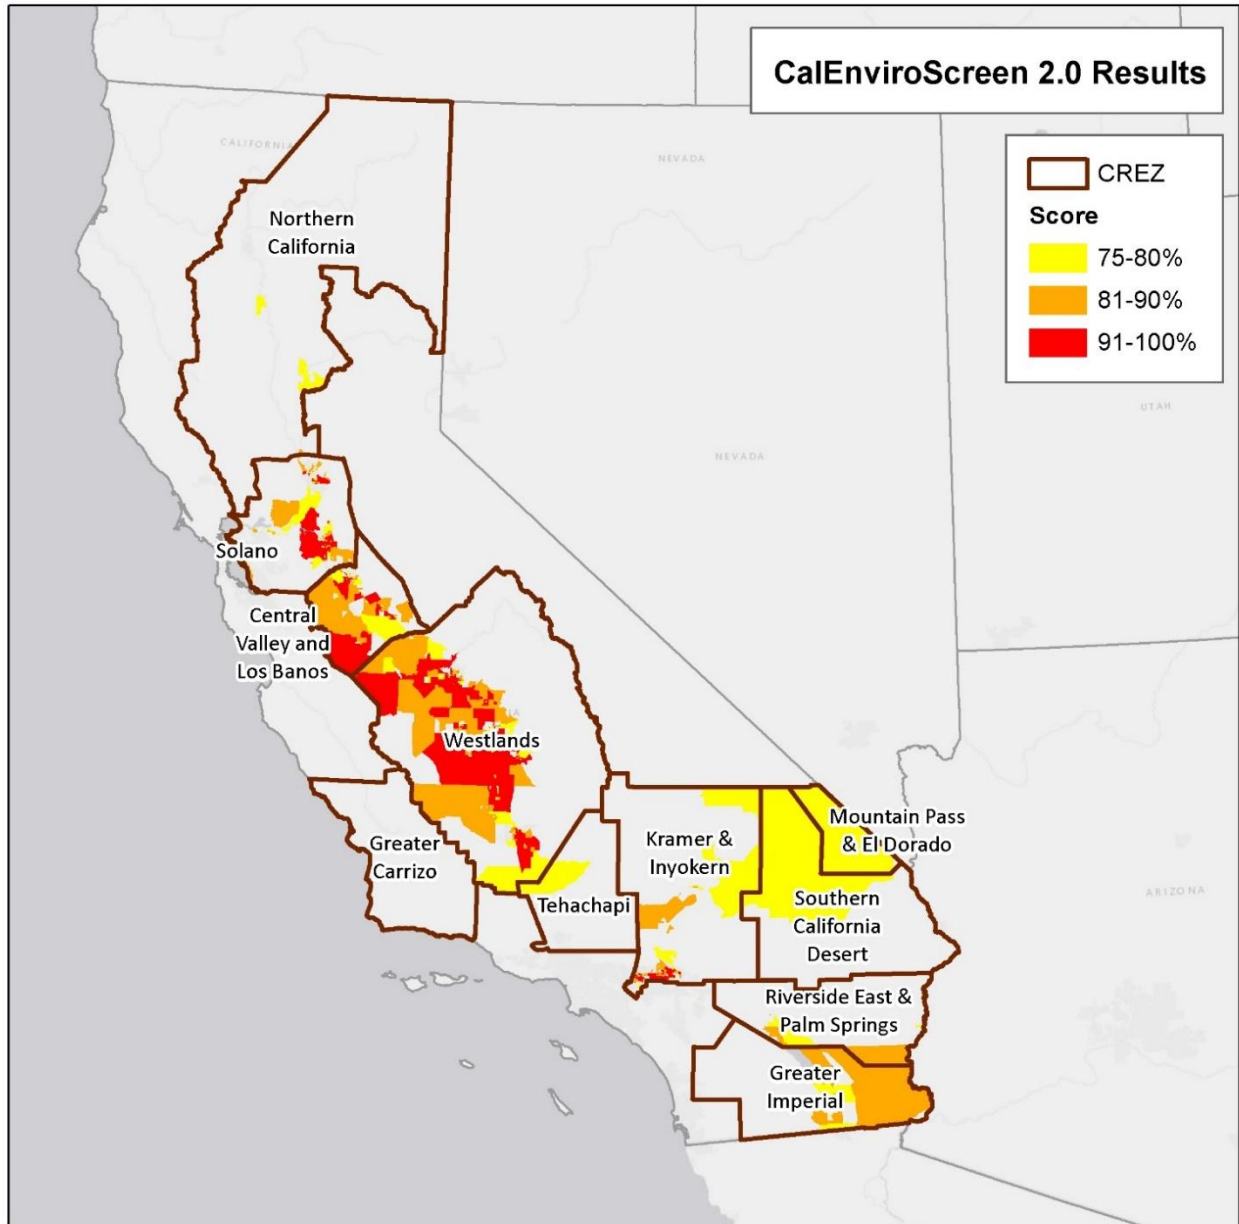 CalEnviroScreen 2.0 Results
CREZ
Score
75-80%
81-90%
91-100%
CALIFORNIA
NEVADA
Northern
California
UTAH
NEVADA
Solano
Central
Valley and
Los Banos
Westlands
Greater
Carrizo
Tehachapi
Kramer &
Inyokern
Mountain Pass
& El Dorado
Southern
California
Desert
ARIZONA
Riverside East &
Palm Springs
Greater
Imperial